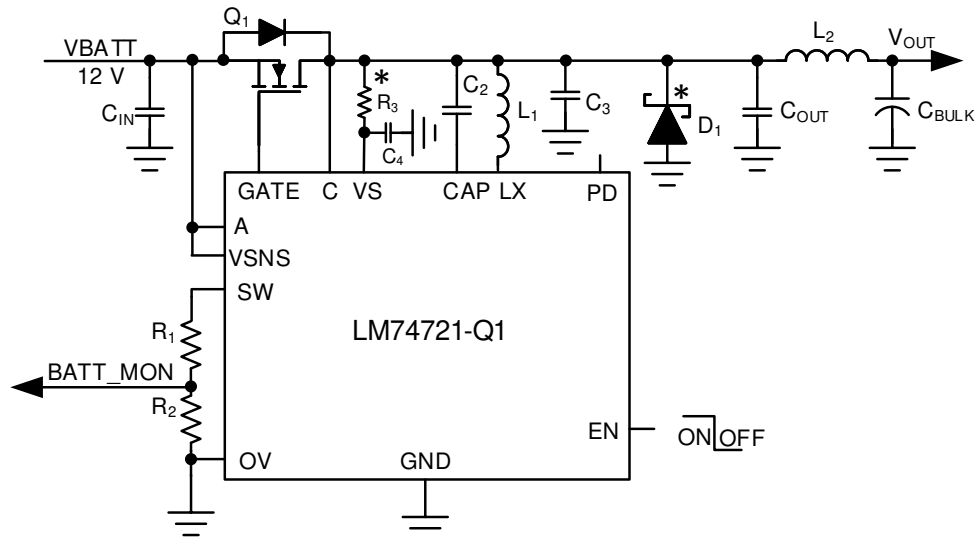 Q1
VBATT
12 V
CIN
*
R3
C4
C2
L1
C3
*
D1
COUT
L2
VOUT
CBULK
GATE C VS CAP LX PD
A
VSNS
SW
LM74721-Q1
R1
BATT_MON
R2
OV
GND
EN
ON OFF